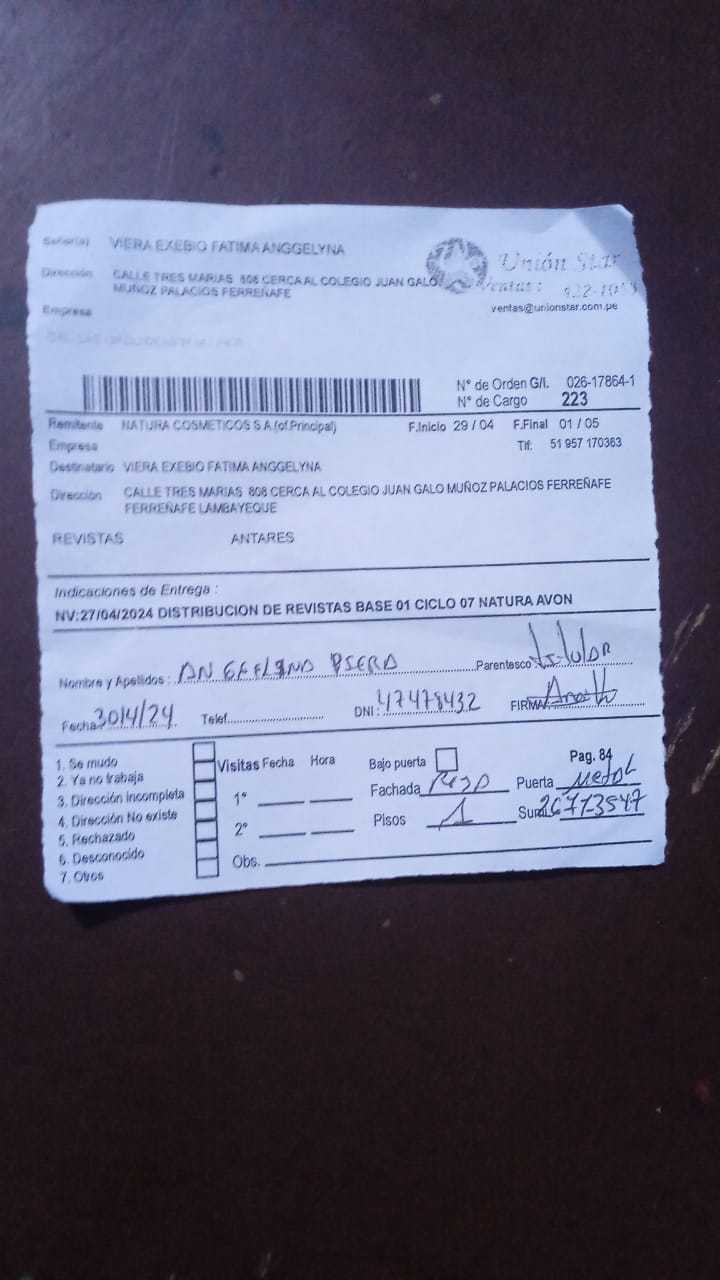 Señor(a) VIERA EXEBIO FATIMA ANGGELYNA
Dirección CALLE TRES MARIAS 808 CERCA AL COLEGIO JUAN GALO
MUÑOZ PALACIOS FERREÑAFE
Empresa
Unión Star
Ventas:
ventas@unionstar.com.pe
N° de Orden G/I. 026-17864-1
N° de Cargo 223
Remitente NATURA COSMETICOS S A.(of.Principal) F.Inicio 29 / 04 F.Final 01 / 05
Empresa Tlf: 51 957 170363
Destinatario VIERA EXEBIO FATIMA ANGGELYNA
Dirección CALLE TRES MARIAS 808 CERCA AL COLEGIO JUAN GALO MUÑOZ PALACIOS FERREÑAFE
FERREÑAFE LAMBAYEQUE
REVISTAS ANTARES
Indicaciones de Entrega :
NV:27/04/2024 DISTRIBUCION DE REVISTAS BASE 01 CICLO 07 NATURA AVON
Nombre y Apellidos : Parentesco : titular
Fecha 30/4/24 Telef. DNI : 47478432 FIRMA
1. Se mudo
2. Ya no trabaja
3. Dirección incompleta
4. Dirección No existe
5. Rechazado
6. Desconocido
7. Otros
Visitas Fecha Hora
1°
2°
Obs.
Bajo puerta Pag. 84
Fachada Puerta Metal
Pisos 1 Sum.